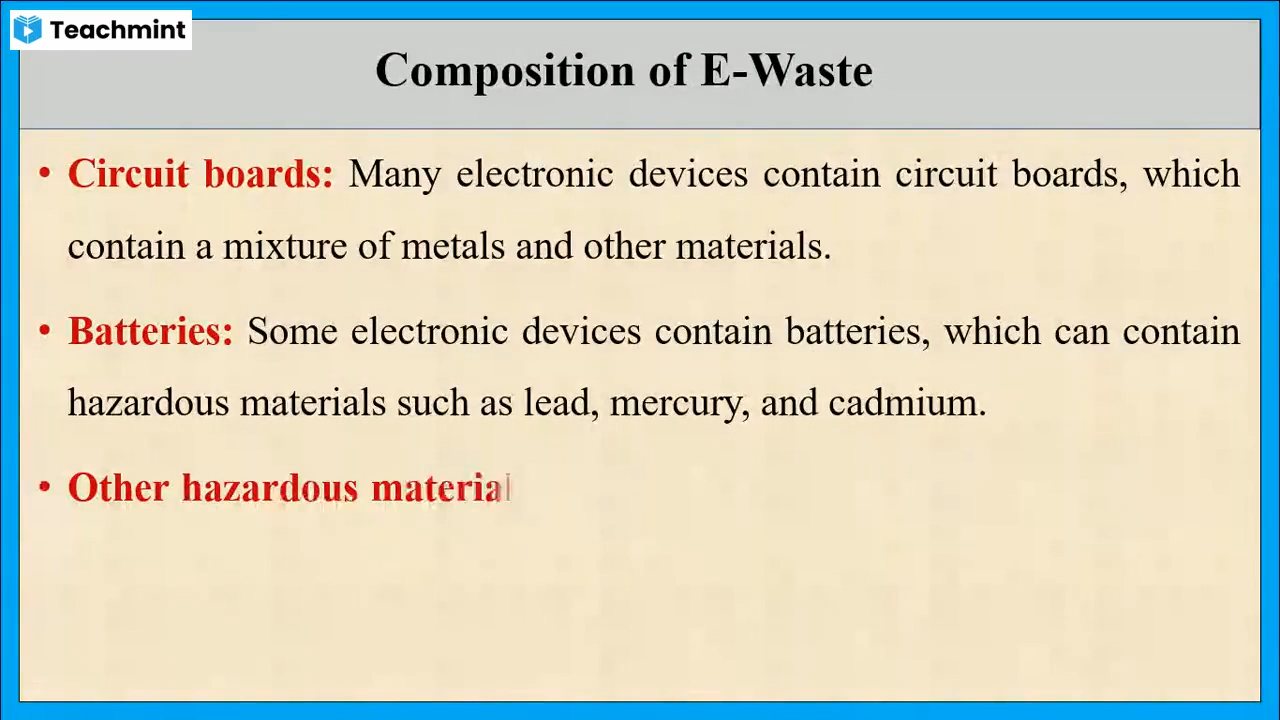 Teachmint
Composition of E-Waste
• Circuit boards: Many electronic devices contain circuit boards, which
contain a mixture of metals and other materials.
• Batteries: Some electronic devices contain batteries, which can contain
hazardous materials such as lead, mercury, and cadmium.
• Other hazardous material